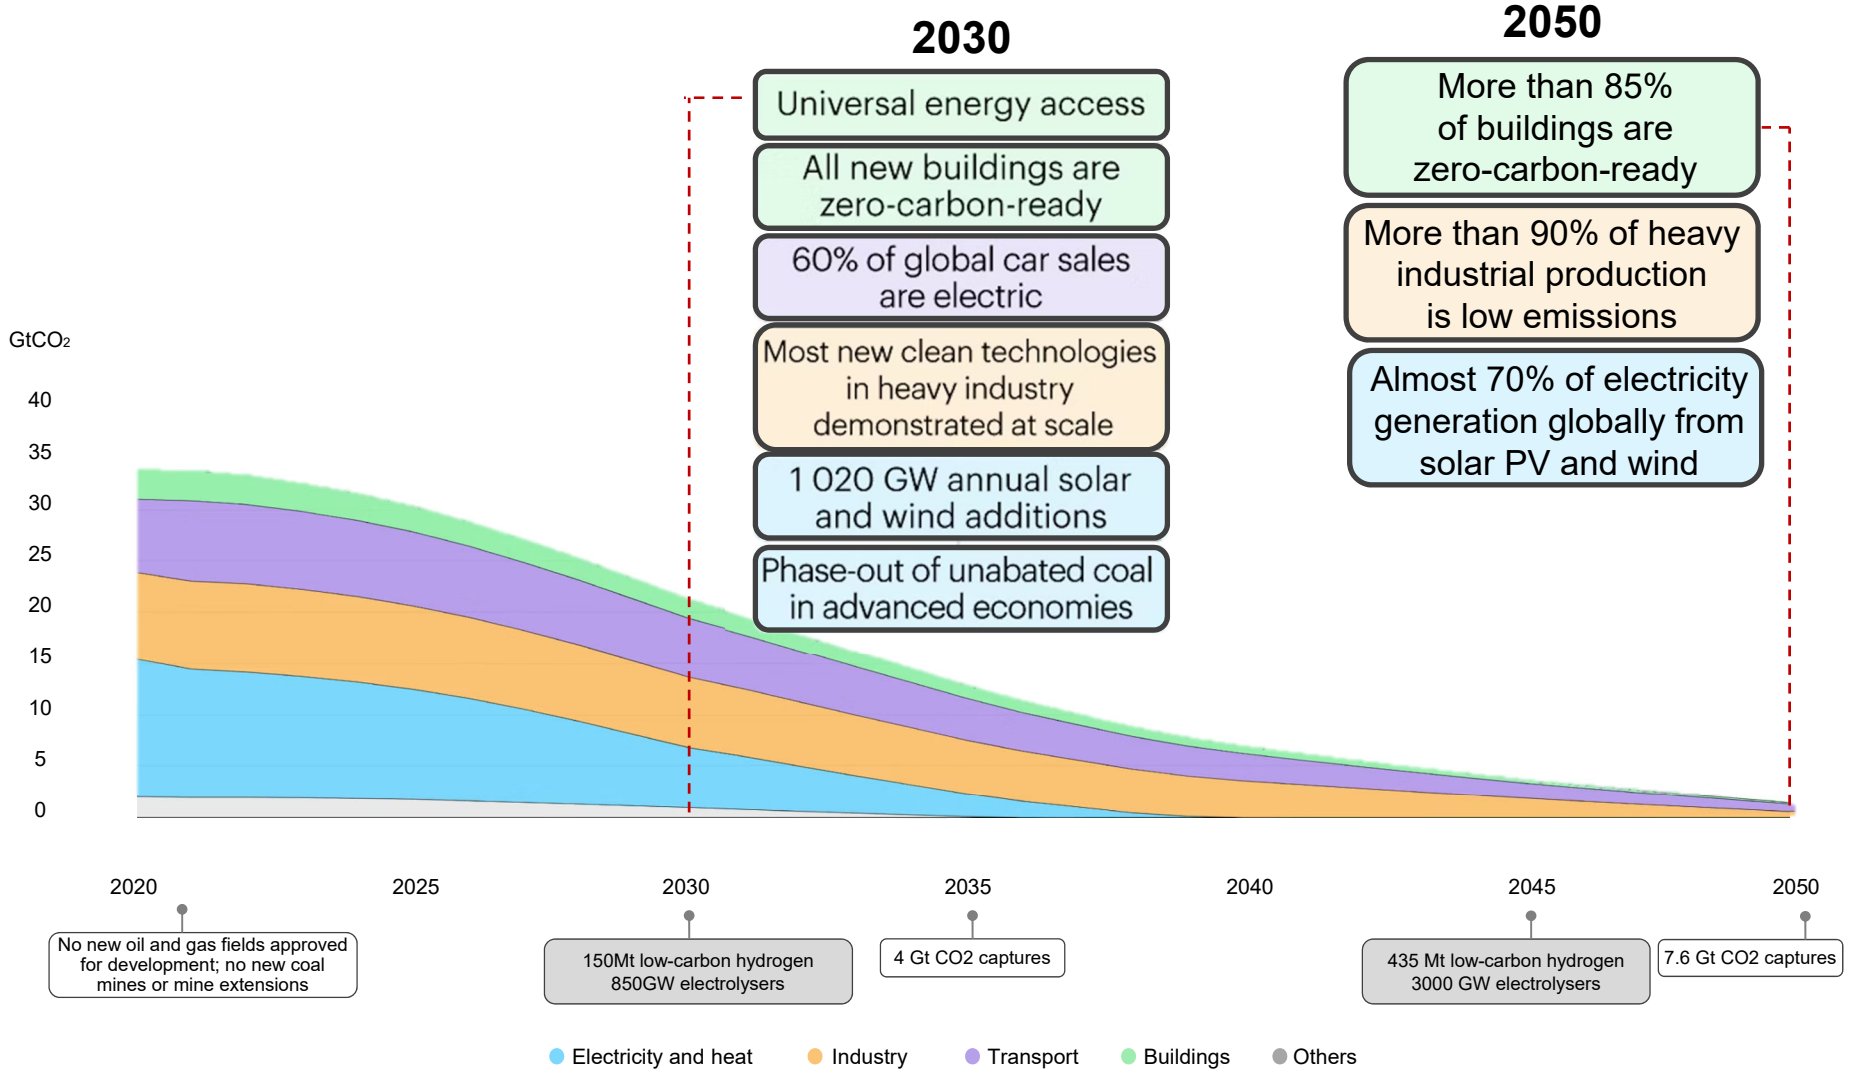 2030
Universal energy access
All new buildings are
zero-carbon-ready
60% of global car sales
are electric
Most new clean technologies
in heavy industry
demonstrated at scale
1 020 GW annual solar
and wind additions
Phase-out of unabated coal
in advanced economies
2050
More than 85%
of buildings are
zero-carbon-ready
More than 90% of heavy
industrial production
is low emissions
Almost 70% of electricity
generation globally from
solar PV and wind
GtCO2
40
35
30
25
20
15
10
5
0
2020
2025
2030
2035
2040
2045
2050
No new oil and gas fields approved
for development; no new coal
mines or mine extensions
150Mt low-carbon hydrogen
850GW electrolysers
4 Gt CO2 captures
435 Mt low-carbon hydrogen
3000 GW electrolysers
7.6 Gt CO2 captures
Electricity and heat
Industry
Transport
Buildings
Others